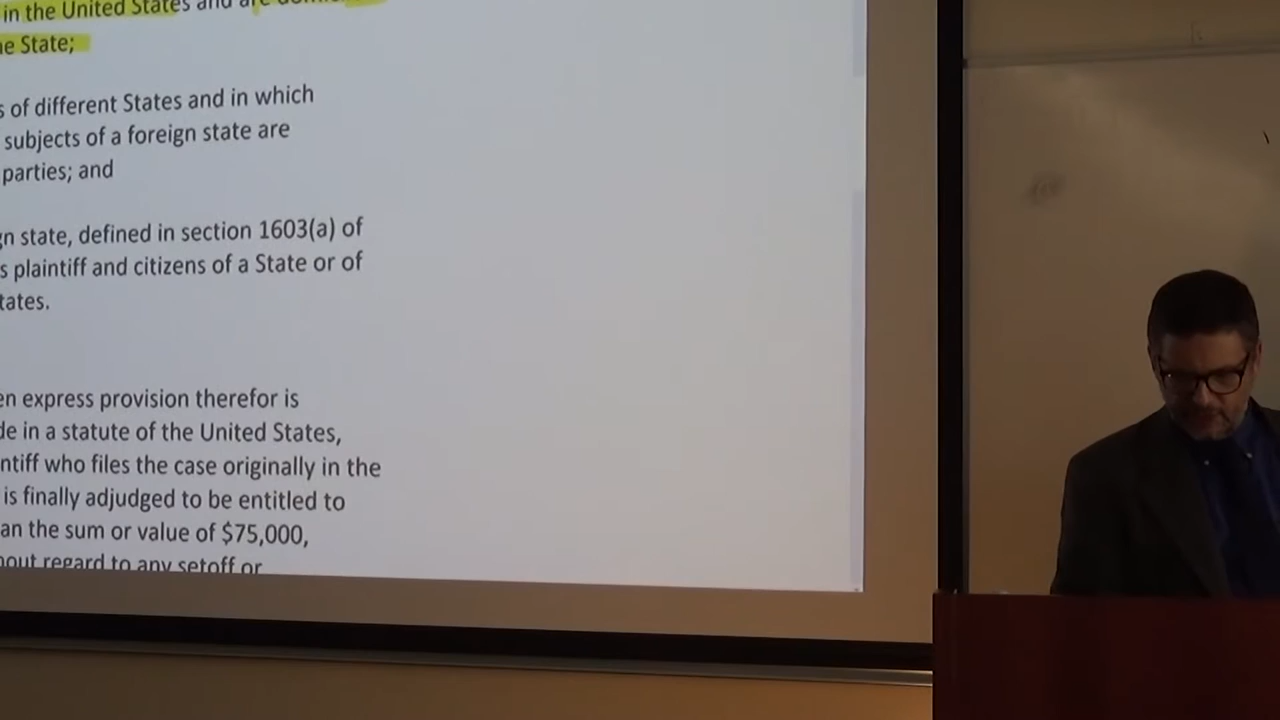 in the United States and are
he State;
s of different States and in which
subjects of a foreign state are
parties; and
gn state, defined in section 1603(a) of
s plaintiff and citizens of a State or of
tates.
en express provision therefor is
de in a statute of the United States,
ntiff who files the case originally in the
is finally adjudged to be entitled to
an the sum or value of $75,000,
hout regard to any setoff or